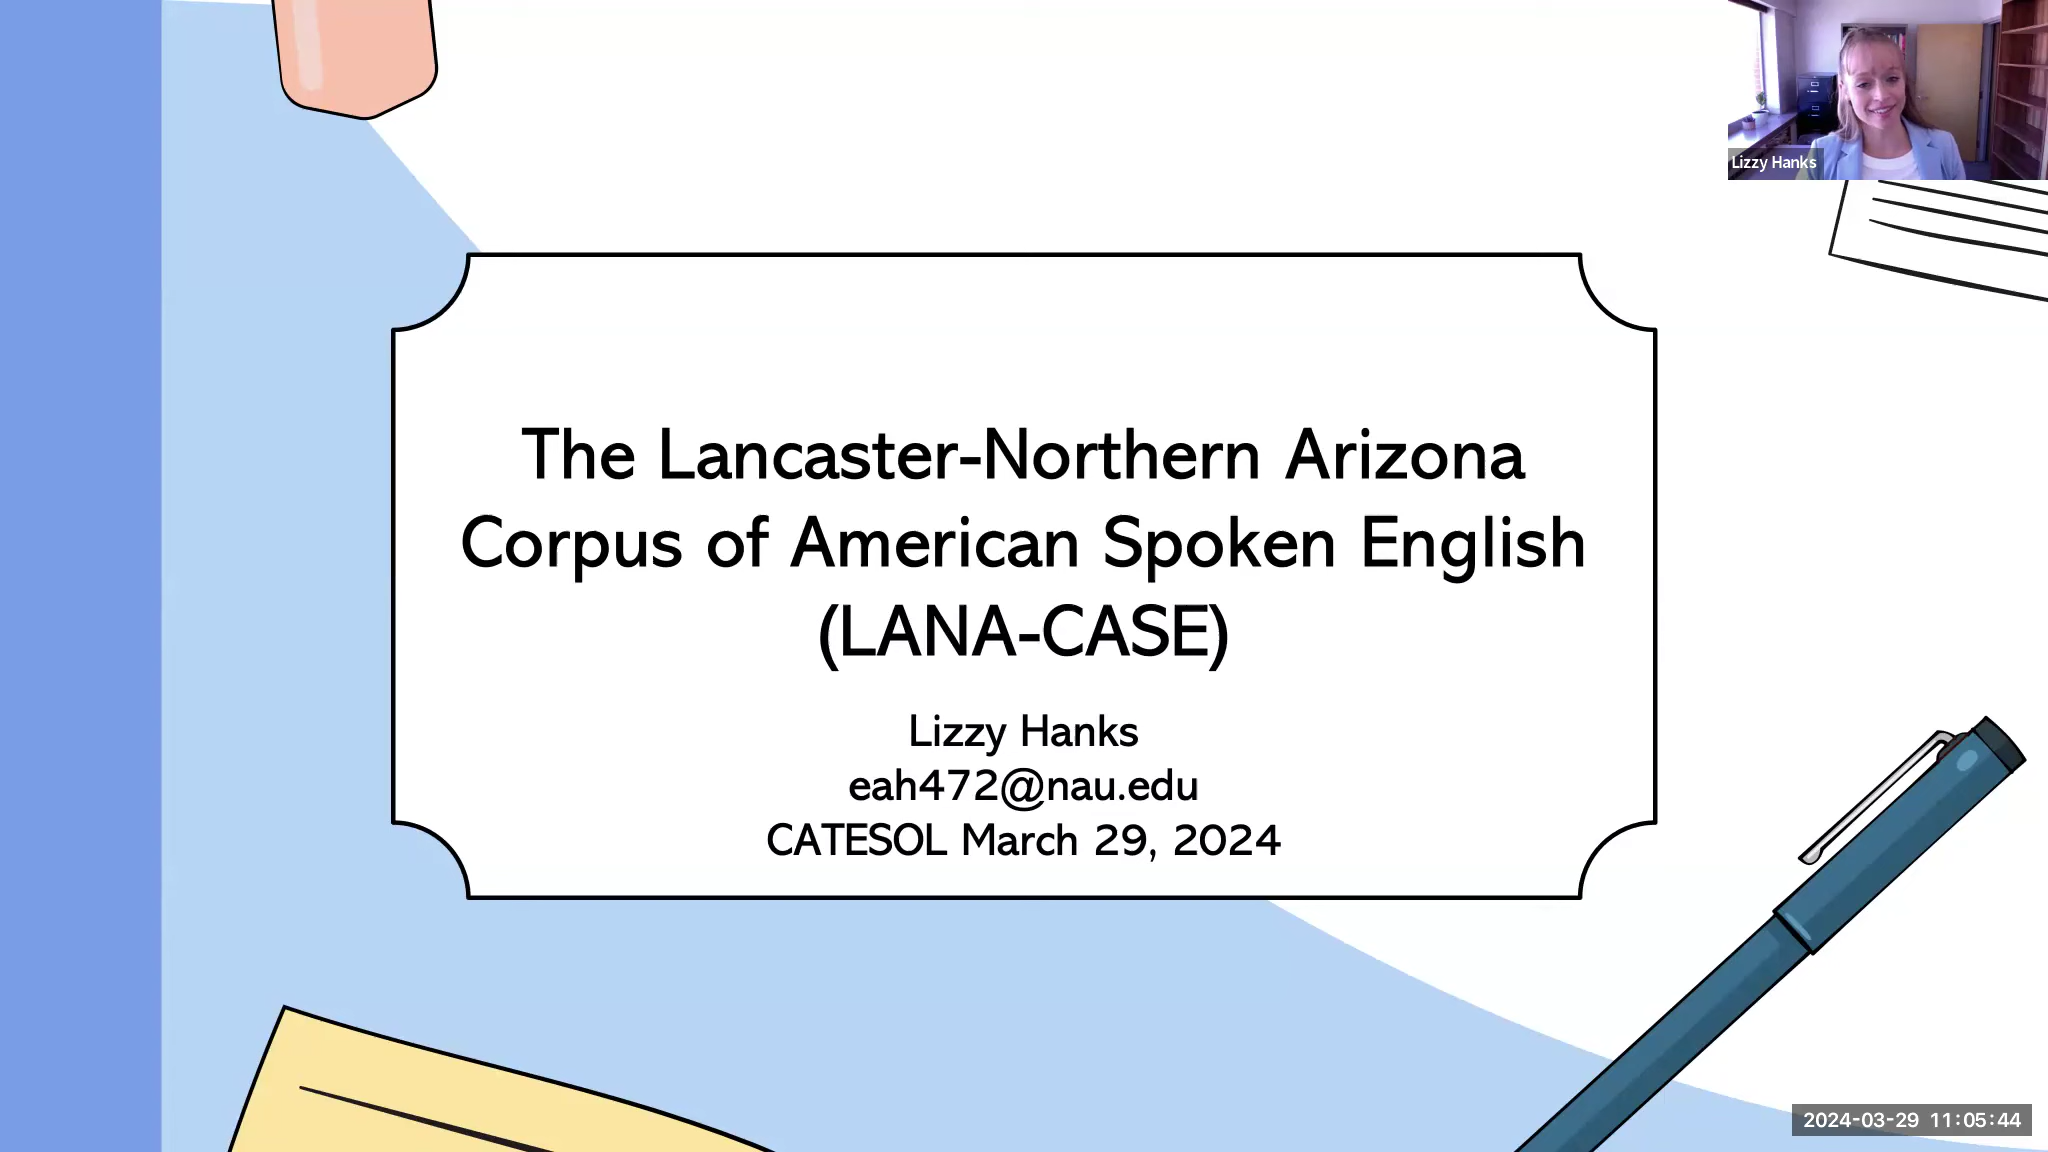 Lizzy Hanks
The Lancaster-Northern Arizona
Corpus of American Spoken English
(LANA-CASE)
Lizzy Hanks
eah472@nau.edu
CATESOL March 29, 2024
2024-03-29 11:05:44